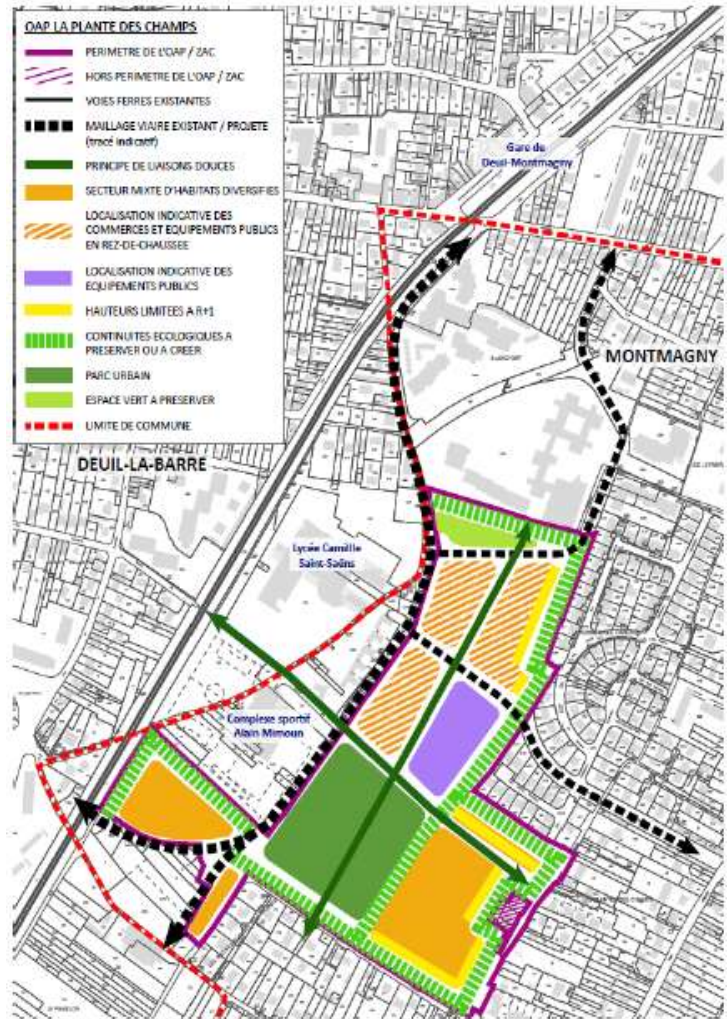 OAP LA PLANTE DES CHAMPS
PERIMETRE DE L'OAP / ZAC
HORS PERIMETRE DE L'OAP / ZAC
VOIES FERRES EXISTANTES
MAILLAGE VIAIRE EXISTANT / PROJETE
(tracé indicatif)
PRINCIPE DE LIAISONS DOUCES
SECTEUR MIXTE D'HABITATS DIVERSIFIES
LOCALISATION INDICATIVE DES
COMMERCES ET EQUIPEMENTS PUBLICS
EN REZ-DE-CHAUSSEE
LOCALISATION INDICATIVE DES
EQUIPEMENTS PUBLICS
HAUTEURS LIMITEES A R+1
CONTINUITES ECOLOGIQUES A
PRESERVER OU A CREER
PARC URBAIN
ESPACE VERT A PRESERVER
LIMITE DE COMMUNE
Gare de
Deuil-Montmagny
MONTMAGNY
DEUIL-LA-BARRE
Lycée Camille
Saint-Saëns
Complexe sportif
Alain Mimoun